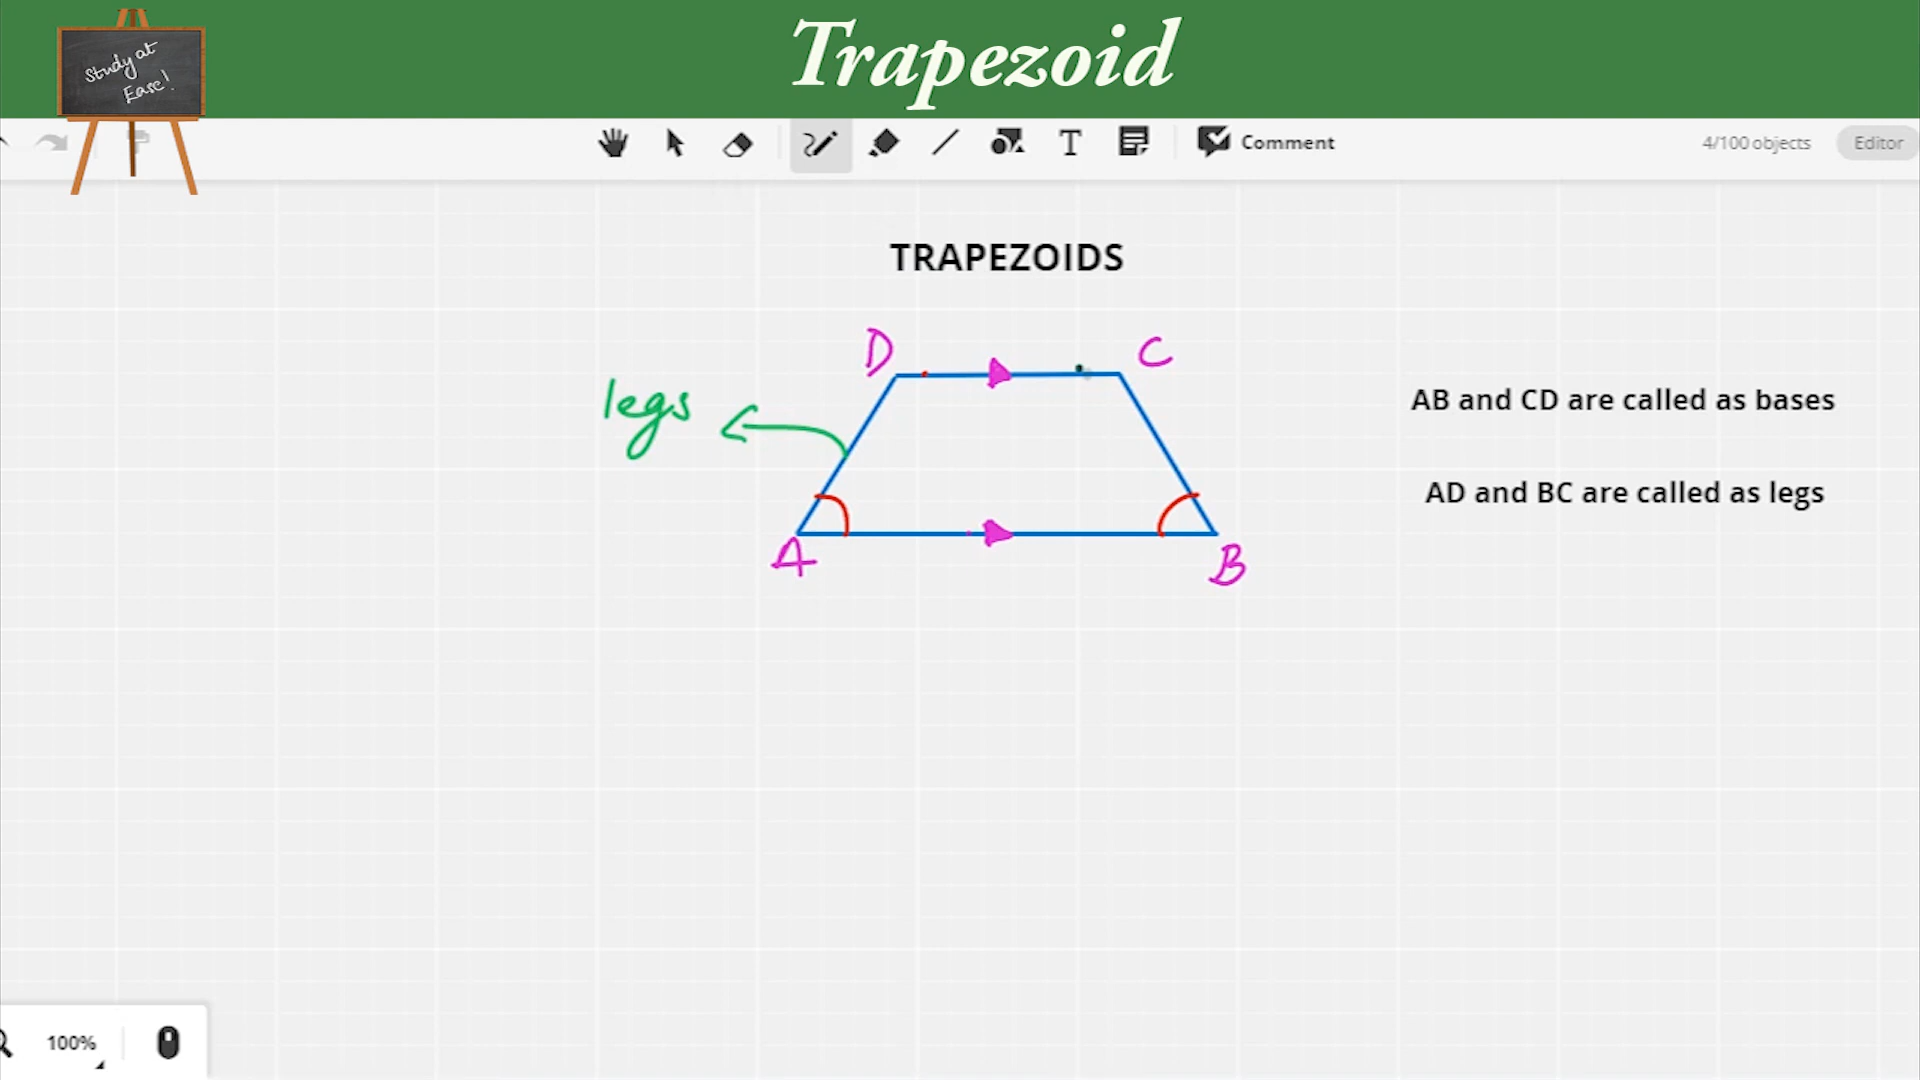 Trapezoid
Study at
Ease!
Comment
4/100 objects
Editor
TRAPEZOIDS
D
C
legs
AB and CD are called as bases
AD and BC are called as legs
A
B
100%